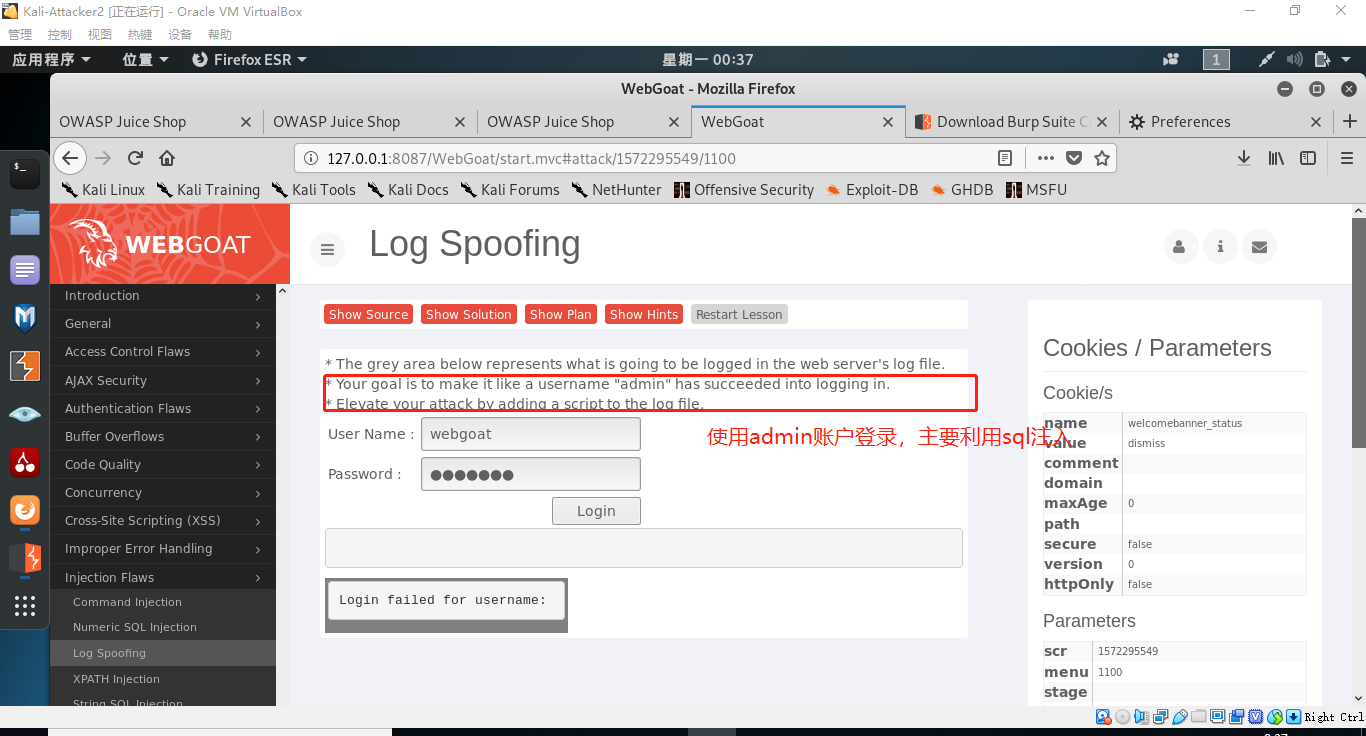 Kali-Attacker2 [正在运行] - Oracle VM VirtualBox
管理 控制 视图 热键 设备 帮助
应用程序 位置 Firefox ESR 星期一 00:37 1
WebGoat - Mozilla Firefox
OWASP Juice Shop OWASP Juice Shop OWASP Juice Shop WebGoat Download Burp Suite C Preferences
127.0.0.1:8087/WebGoat/start.mvc#attack/1572295549/1100
Kali Linux Kali Training Kali Tools Kali Docs Kali Forums NetHunter Offensive Security Exploit-DB GHDB MSFU
WEBGOAT
Log Spoofing
Introduction
General
Access Control Flaws
AJAX Security
Authentication Flaws
Buffer Overflows
Code Quality
Concurrency
Cross-Site Scripting (XSS)
Improper Error Handling
Injection Flaws
Command Injection
Numeric SQL Injection
Log Spoofing
XPATH Injection
String SQL Injection
Show Source Show Solution Show Plan Show Hints Restart Lesson
* The grey area below represents what is going to be logged in the web server's log file.
* Your goal is to make it like a username "admin" has succeeded into logging in.
* Elevate your attack by adding a script to the log file.
使用admin账户登录，主要利用sql注入
User Name : webgoat
Password : ●●●●●●●
Login
Login failed for username:
Cookies / Parameters
Cookie/s
name welcomebanner_status
value dismiss
comment
domain
maxAge 0
path
secure false
version 0
httpOnly false
Parameters
scr 1572295549
menu 1100
stage
Right Ctrl